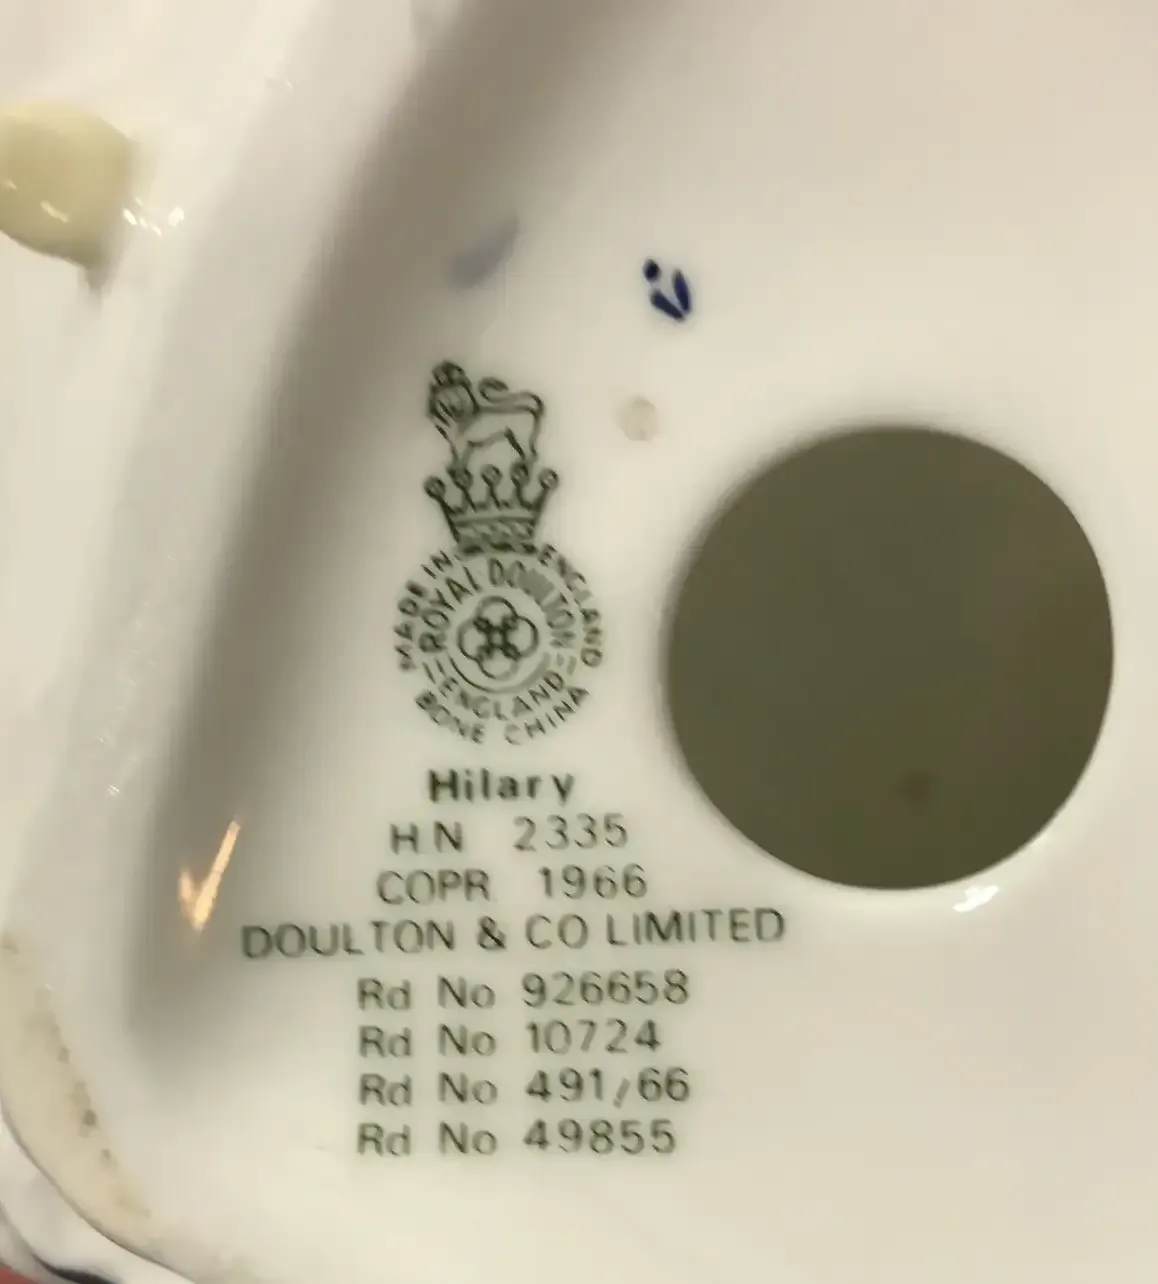 MADE IN ENGLAND
ROYAL DOULTON
ENGLAND
BONE CHINA
Hilary
HN 2335
COPR 1966
DOULTON & CO LIMITED
Rd No 926658
Rd No 10724
Rd No 491/66
Rd No 49855